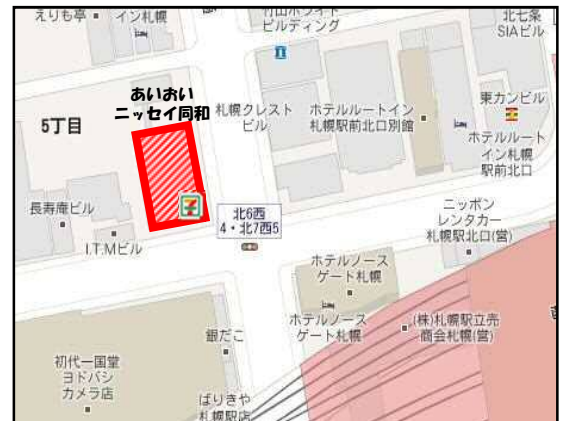 えりも亭
イン札幌
竹山ホワイト
ビルディング
北七条
SIAビル
あいおい
ニッセイ同和
5丁目
札幌クレスト
ビル
ホテルルートイン
札幌駅前北口別館
東カンビル
ホテルルート
イン札幌
駅前北口
長寿庵ビル
I.T.Mビル
北6西
4・北7西5
ニッポン
レンタカー
札幌駅北口(営)
ホテルノース
ゲート札幌
ホテルノース
ゲート札幌
(株)札幌駅立売
商会札幌(営)
銀だこ
初代一国堂
ヨドバシ
カメラ店
ばりきや
札幌駅店